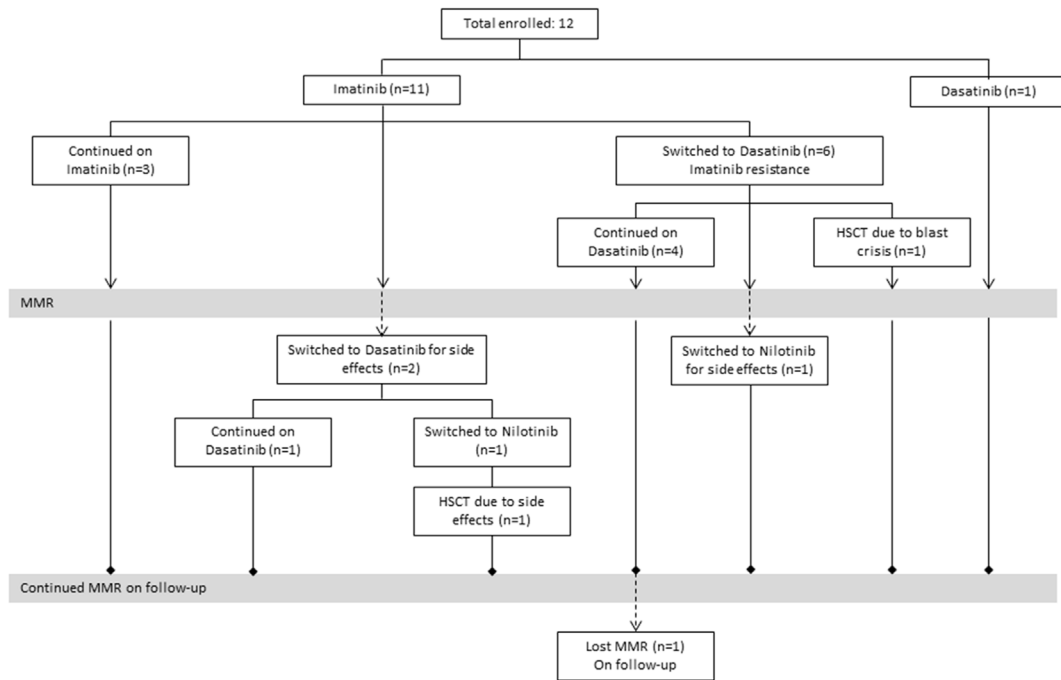 Total enrolled: 12
Imatinib (n=11)
Dasatinib (n=1)
Continued on
Imatinib (n=3)
Switched to Dasatinib (n=6)
Imatinib resistance
Continued on
Dasatinib (n=4)
HSCT due to blast
crisis (n=1)
MMR
Switched to Dasatinib for side
effects (n=2)
Switched to Nilotinib
for side effects (n=1)
Continued on
Dasatinib (n=1)
Switched to Nilotinib
(n=1)
HSCT due to side
effects (n=1)
Continued MMR on follow-up
Lost MMR (n=1)
On follow-up